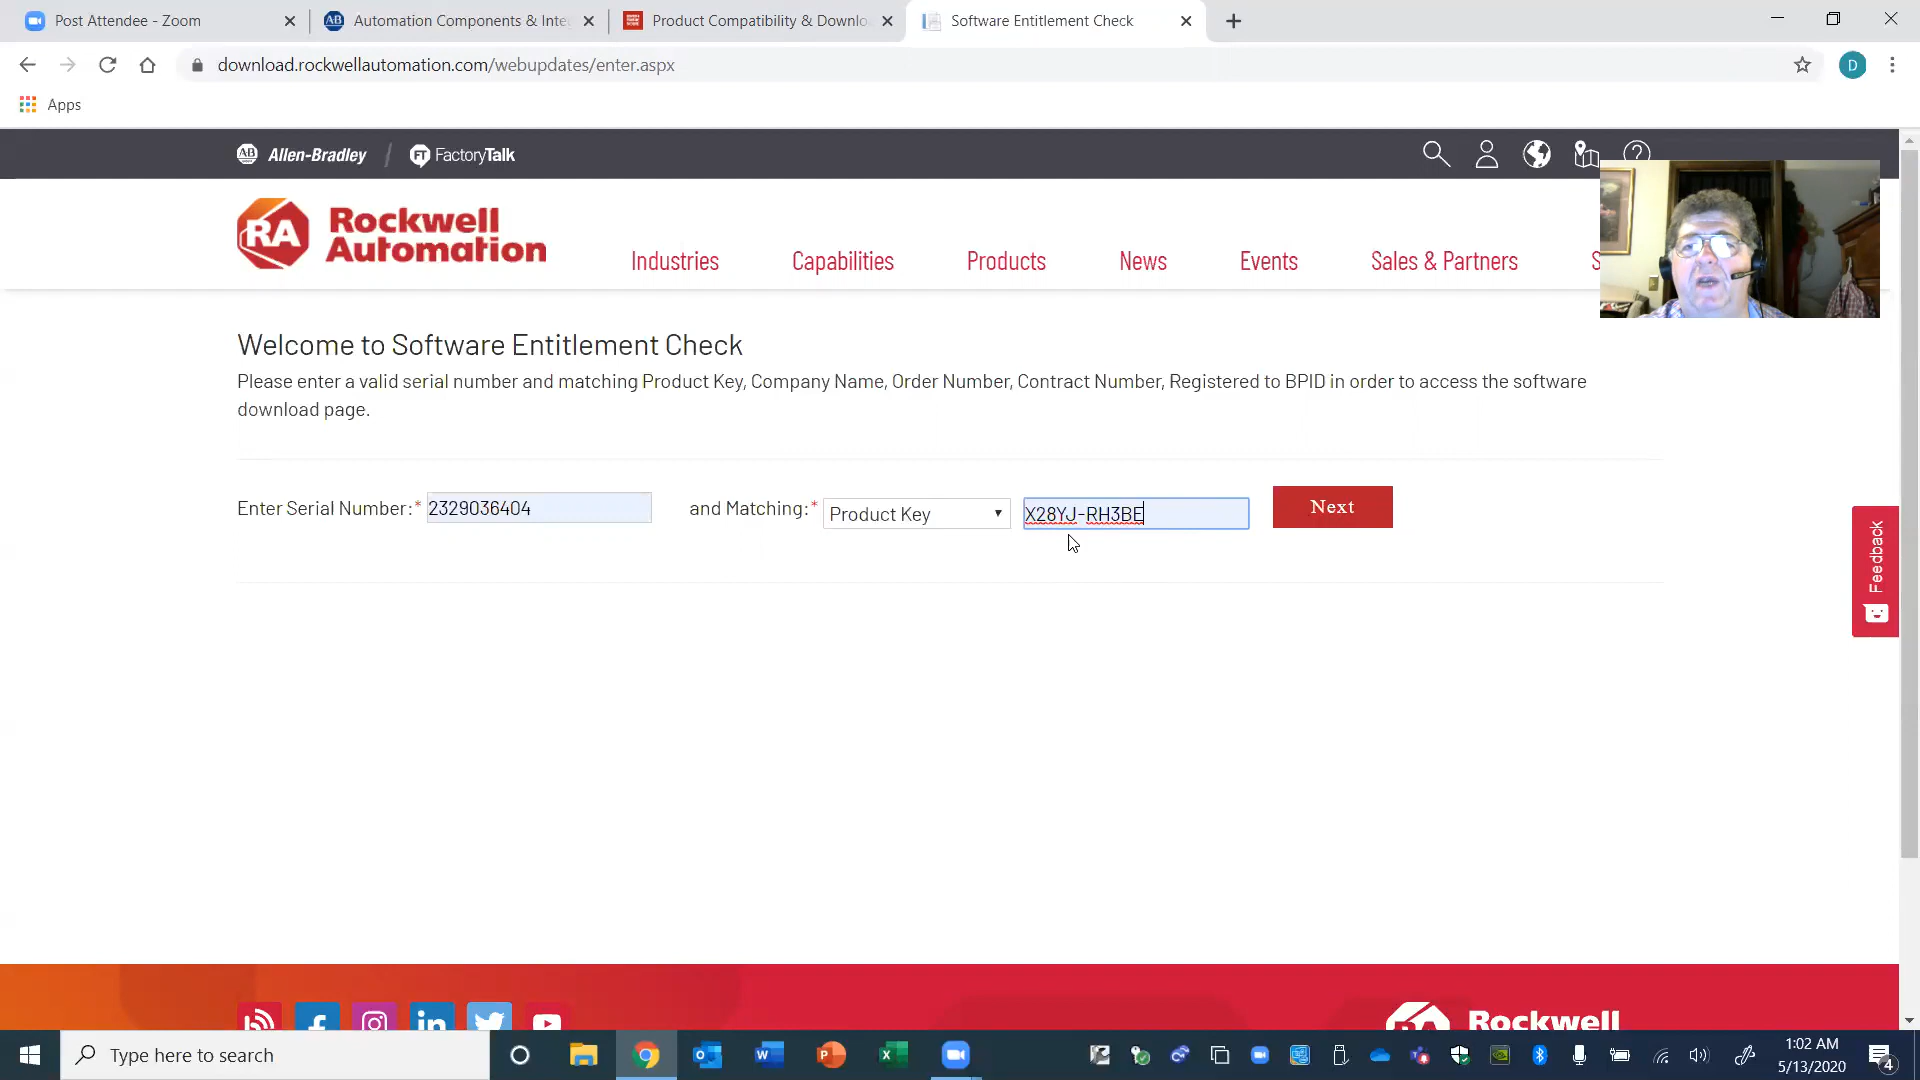 Post Attendee - Zoom
Automation Components & Inte
Product Compatibility & Downlo
Software Entitlement Check
download.rockwellautomation.com/webupdates/enter.aspx
D
Apps
AB Allen-Bradley / FT FactoryTalk
RA Rockwell Automation
Industries
Capabilities
Products
News
Events
Sales & Partners
S
Welcome to Software Entitlement Check
Please enter a valid serial number and matching Product Key, Company Name, Order Number, Contract Number, Registered to BPID in order to access the software
download page.
Enter Serial Number:* 2329036404 and Matching:* Product Key X28YJ-RH3BE Next
Feedback
Rockwell
Type here to search
1:02 AM
5/13/2020
4